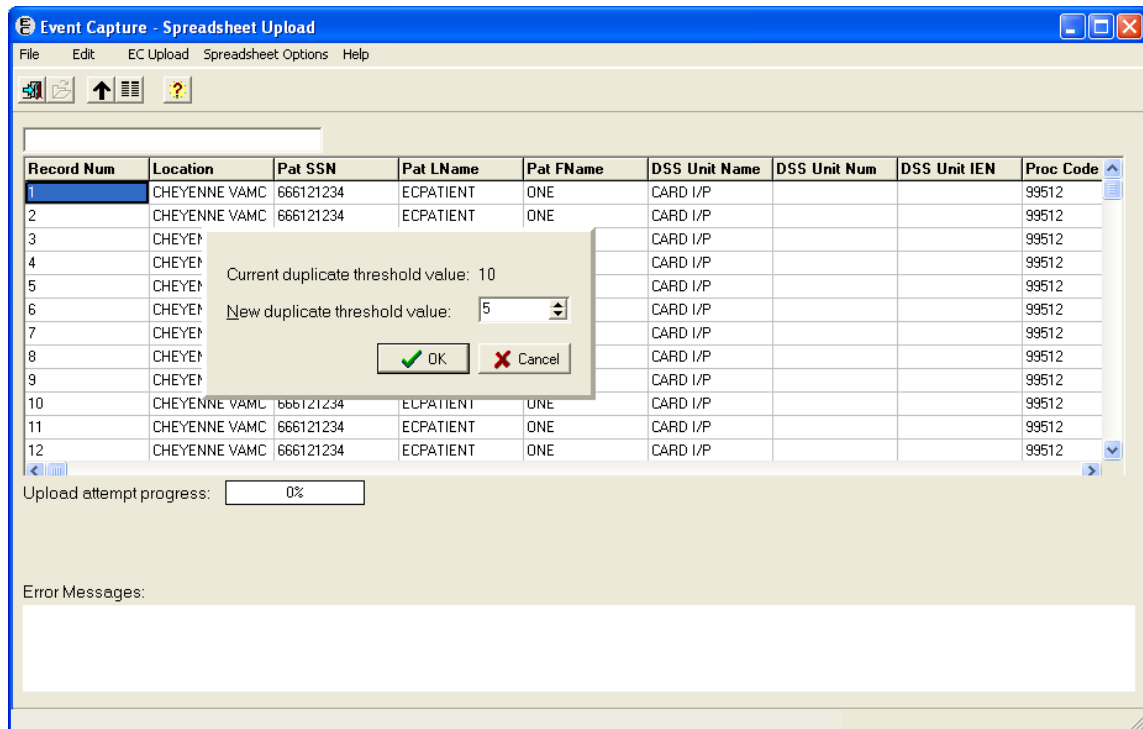 Event Capture - Spreadsheet Upload
File Edit EC Upload Spreadsheet Options Help
Record Num Location Pat SSN Pat LName Pat FName DSS Unit Name DSS Unit Num DSS Unit IEN Proc Code
1 CHEYENNE VAMC 666121234 ECPATIENT ONE CARD I/P 99512
2 CHEYENNE VAMC 666121234 ECPATIENT ONE CARD I/P 99512
3 CARD I/P 99512
4 CARD I/P 99512
5 CARD I/P 99512
6 CARD I/P 99512
7 CARD I/P 99512
8 CARD I/P 99512
9 CARD I/P 99512
Current duplicate threshold value: 10
New duplicate threshold value: 5
OK Cancel
10 CHEYENNE VAMC 666121234 ECPATIENT ONE CARD I/P 99512
11 CHEYENNE VAMC 666121234 ECPATIENT ONE CARD I/P 99512
12 CHEYENNE VAMC 666121234 ECPATIENT ONE CARD I/P 99512
Upload attempt progress: 0%
Error Messages: